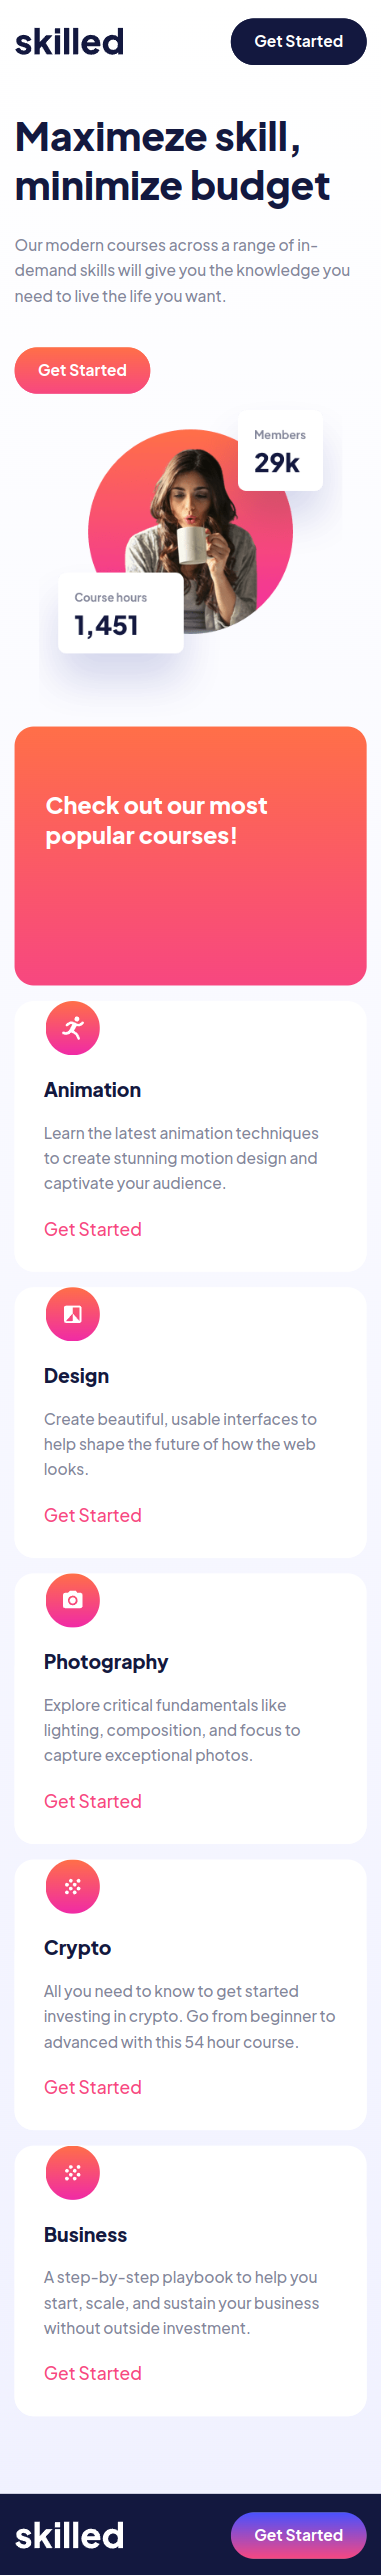 skilled
Get Started
Maximeze skill,
minimize budget
Our modern courses across a range of in-
demand skills will give you the knowledge you
need to live the life you want.
Get Started
Members
29k
Course hours
1,451
Check out our most
popular courses!
Animation
Learn the latest animation techniques
to create stunning motion design and
captivate your audience.
Get Started
Design
Create beautiful, usable interfaces to
help shape the future of how the web
looks.
Get Started
Photography
Explore critical fundamentals like
lighting, composition, and focus to
capture exceptional photos.
Get Started
Crypto
All you need to know to get started
investing in crypto. Go from beginner to
advanced with this 54 hour course.
Get Started
Business
A step-by-step playbook to help you
start, scale, and sustain your business
without outside investment.
Get Started
skilled
Get Started